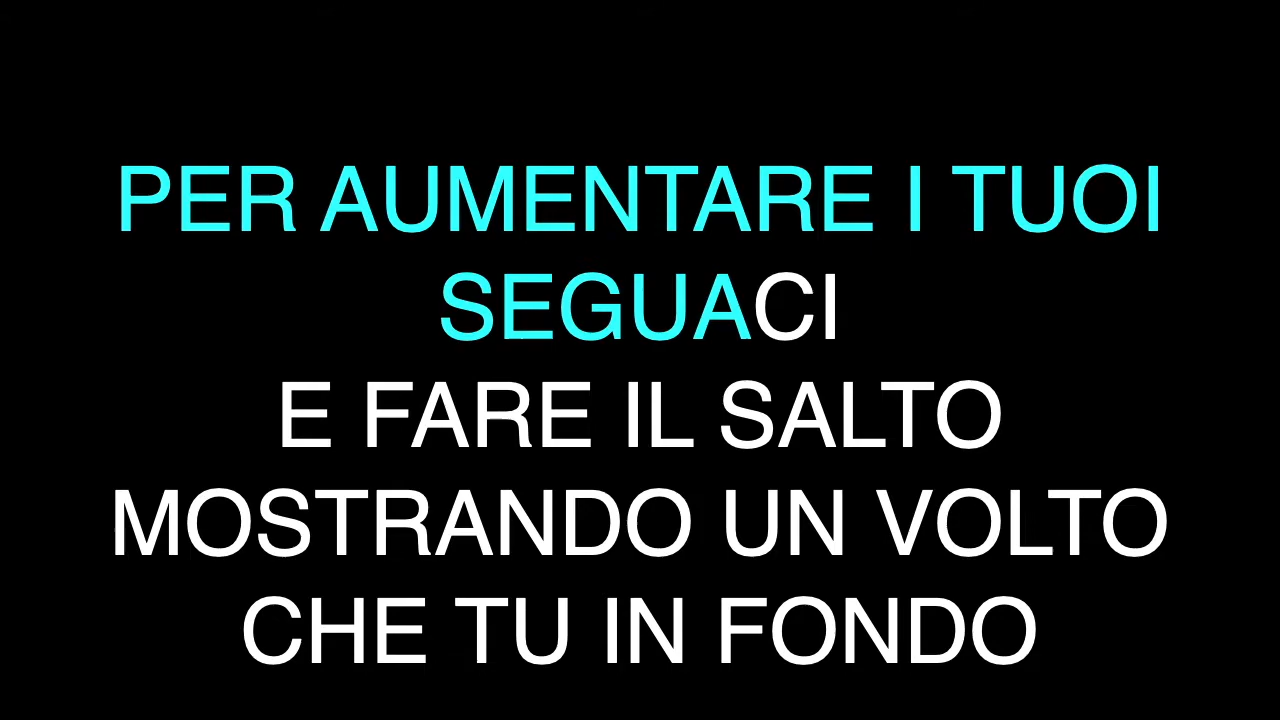 PER AUMENTARE I TUOI
SEGUACI
E FARE IL SALTO
MOSTRANDO UN VOLTO
CHE TU IN FONDO